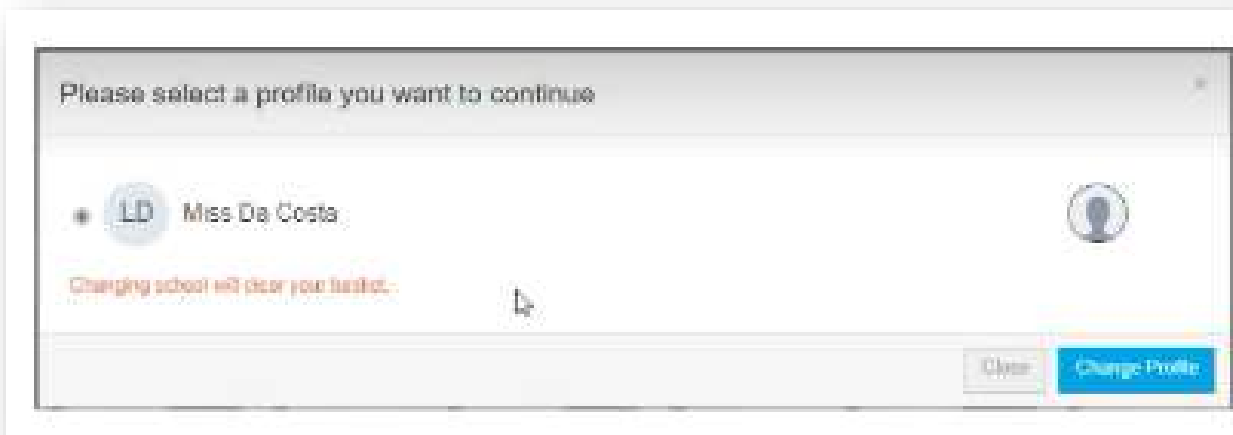 Please select a profile you want to continue
LD Miss Da Costa
Changing school will clear your basket.
Close Change Profile